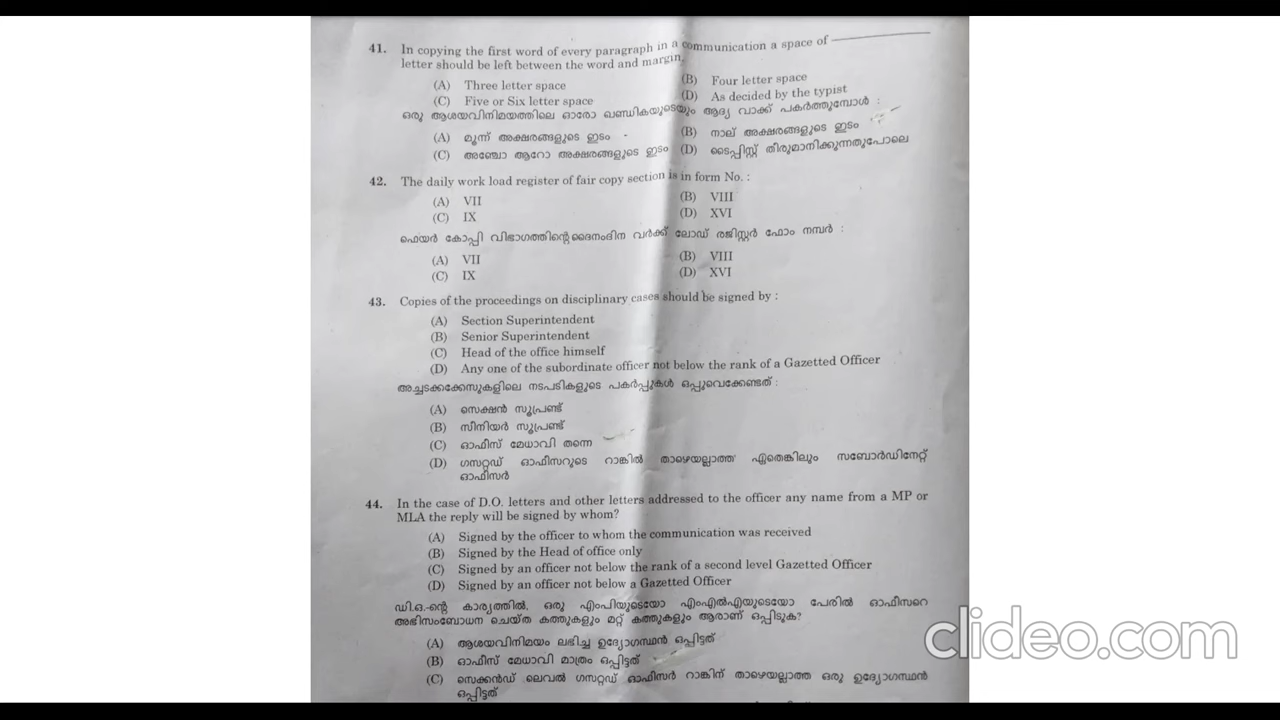 41. In copying the first word of every paragraph in a communication a space of
letter should be left between the word and margin.
(A) Three letter space (B) Four letter space
(C) Five or Six letter space (D) As decided by the typist
ഒരു ആശയവിനിമയത്തിലെ ഓരോ ഖണ്ഡികയുടെയും ആദ്യ വാക്ക് പകർത്തുമ്പോൾ :
(A) മൂന്ന് അക്ഷരങ്ങളുടെ ഇടം (B) നാല് അക്ഷരങ്ങളുടെ ഇടം
(C) അഞ്ചോ ആറോ അക്ഷരങ്ങളുടെ ഇടം (D) ടൈപ്പിസ്റ്റ് തീരുമാനിക്കുന്നതുപോലെ
42. The daily work load register of fair copy section is in form No. :
(A) VII (B) VIII
(C) IX (D) XVI
ഫെയർ കോപ്പി വിഭാഗത്തിന്റെ ദൈനംദിന വർക്ക് ലോഡ് രജിസ്റ്റർ ഫോം നമ്പർ :
(A) VII (B) VIII
(C) IX (D) XVI
43. Copies of the proceedings on disciplinary cases should be signed by :
(A) Section Superintendent
(B) Senior Superintendent
(C) Head of the office himself
(D) Any one of the subordinate officer not below the rank of a Gazetted Officer
അച്ചടക്കക്കേസുകളിലെ നടപടികളുടെ പകർപ്പുകൾ ഒപ്പുവെക്കേണ്ടത് :
(A) സെക്ഷൻ സൂപ്രണ്ട്
(B) സീനിയർ സൂപ്രണ്ട്
(C) ഓഫീസ് മേധാവി തന്നെ
(D) ഗസറ്റഡ് ഓഫീസറുടെ റാങ്കിൽ താഴെയല്ലാത്ത ഏതെങ്കിലും സബോർഡിനേറ്റ്
ഓഫീസർ
44. In the case of D.O. letters and other letters addressed to the officer any name from a MP or
MLA the reply will be signed by whom?
(A) Signed by the officer to whom the communication was received
(B) Signed by the Head of office only
(C) Signed by an officer not below the rank of a second level Gazetted Officer
(D) Signed by an officer not below a Gazetted Officer
ഡി.ഒ.-ന്റെ കാര്യത്തിൽ, ഒരു എംപിയുടെയോ എംഎൽഎയുടെയോ പേരിൽ ഓഫീസറെ
അഭിസംബോധന ചെയ്ത കത്തുകളും മറ്റ് കത്തുകളും ആരാണ് ഒപ്പിടുക?
(A) ആശയവിനിമയം ലഭിച്ച ഉദ്യോഗസ്ഥൻ ഒപ്പിട്ടത്
(B) ഓഫീസ് മേധാവി മാത്രം ഒപ്പിട്ടത്
(C) സെക്കൻഡ് ലെവൽ ഗസറ്റഡ് ഓഫീസർ റാങ്കിന് താഴെയല്ലാത്ത ഒരു ഉദ്യോഗസ്ഥൻ
ഒപ്പിട്ടത്
clideo.com